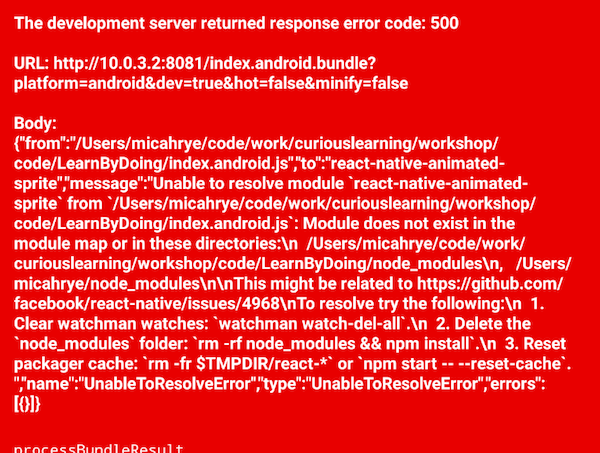 The development server returned response error code: 500
URL: http://10.0.3.2:8081/index.android.bundle?
platform=android&dev=true&hot=false&minify=false
Body:
{"from":"/Users/micahrye/code/work/curiouslearning/workshop/
code/LearnByDoing/index.android.js","to":"react-native-animated-
sprite","message":"Unable to resolve module `react-native-animated-
sprite` from `/Users/micahrye/code/work/curiouslearning/workshop/
code/LearnByDoing/index.android.js`: Module does not exist in the
module map or in these directories:\n  /Users/micahrye/code/work/
curiouslearning/workshop/code/LearnByDoing/node_modules\n,   /Users/
micahrye/node_modules\n\nThis might be related to https://github.com/
facebook/react-native/issues/4968\nTo resolve try the following:\n  1.
Clear watchman watches: `watchman watch-del-all`.\n  2. Delete the
`node_modules` folder: `rm -rf node_modules && npm install`.\n  3. Reset
packager cache: `rm -fr $TMPDIR/react-*` or `npm start -- --reset-cache`.
","name":"UnableToResolveError","type":"UnableToResolveError","errors":
[{}]}
processBundleResult